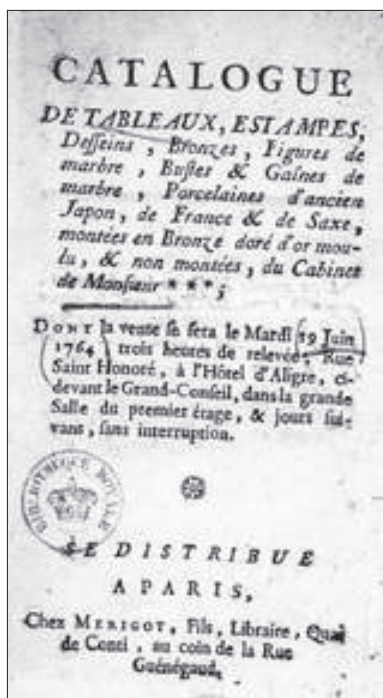 CATALOGUE
DE TABLEAUX, ESTAMPES,
Desseins, Bronzes, Figures de
marbre, Bustes & Gaînes de
marbre, Porcelaines d'ancien
Japon, de France & de Saxe,
montées en Bronze doré d'or mou-
lu, & non montées, du Cabinet
de Monsieur ***;
DONT la vente se fera le Mardi 19 Juin
1764, trois heures de relevée, Rue
Saint Honoré, à l'Hôtel d'Aligre, ci-
devant le Grand-Conseil, dans la grande
Salle du premier étage, & jours sui-
vans, sans interruption.
BIBLIOTHEQUE ROYALE
SE DISTRIBUE
A PARIS,
Chez MERIGOT, Fils, Libraire, Quai
de Conti, au coin de la Rue
Guénégaud.